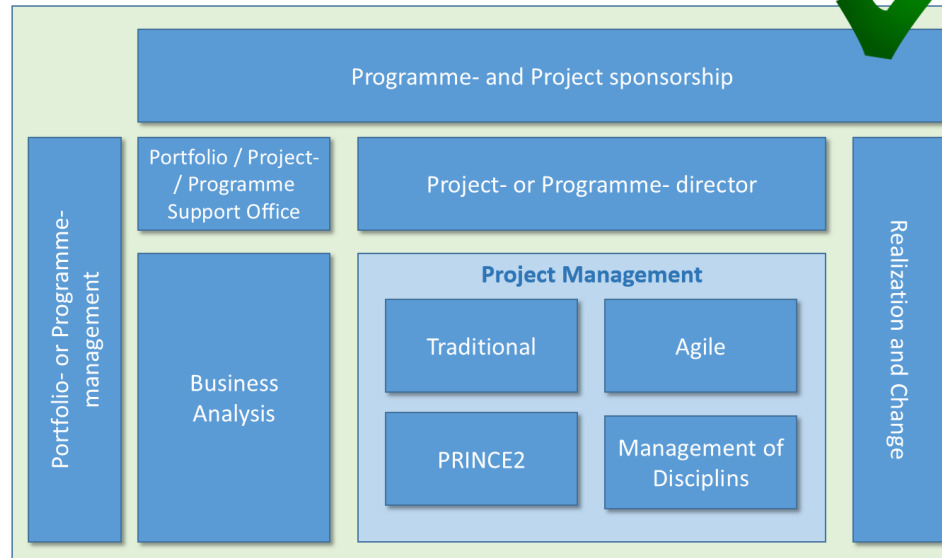 Programme- and Project sponsorship
Portfolio- or Programme-
management
Portfolio / Project-
/ Programme
Support Office
Project- or Programme- director
Realization and Change
Business
Analysis
Project Management
Traditional
Agile
PRINCE2
Management of
Disciplins